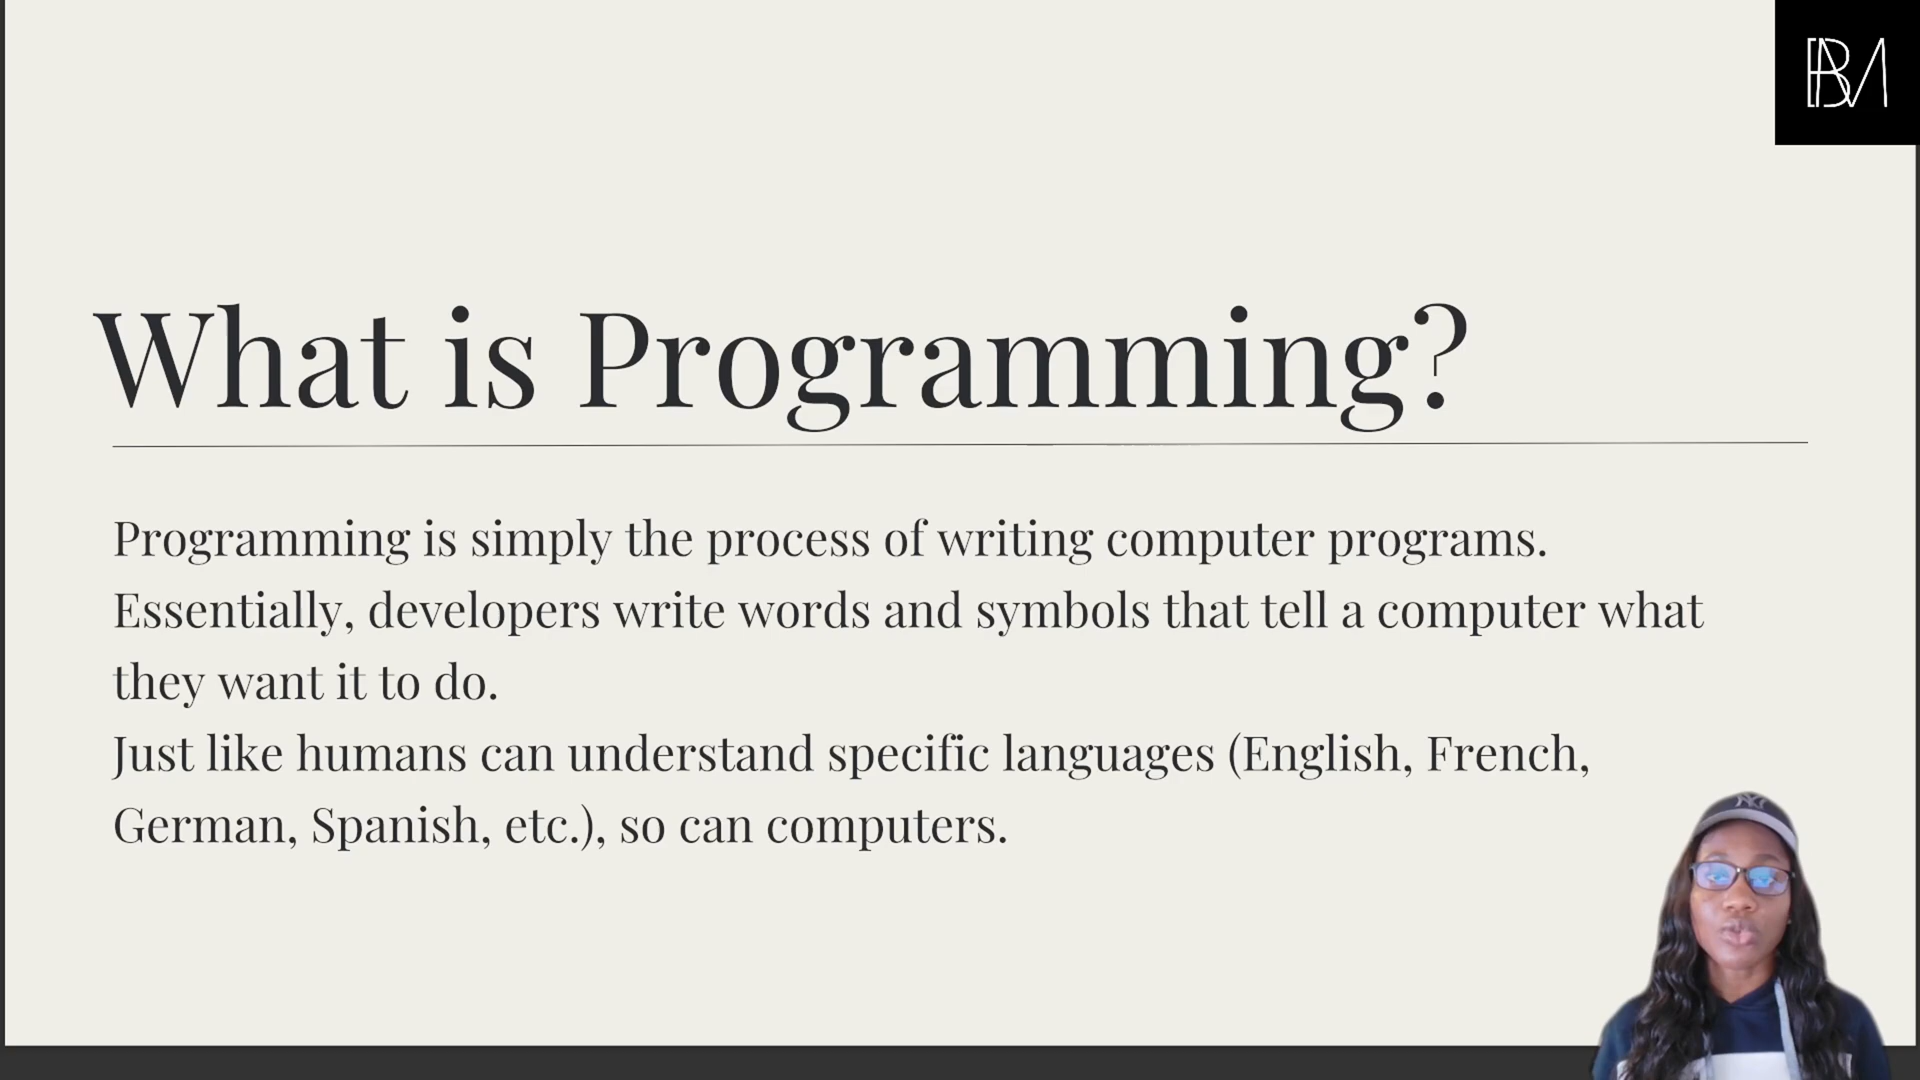 What is Programming?
Programming is simply the process of writing computer programs.
Essentially, developers write words and symbols that tell a computer what
they want it to do.
Just like humans can understand specific languages (English, French,
German, Spanish, etc.), so can computers.